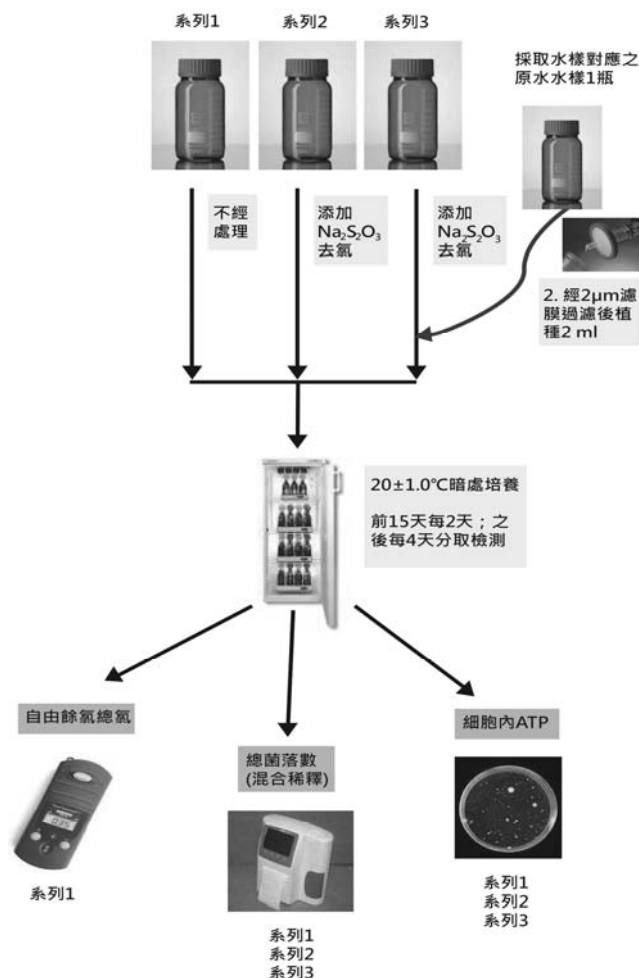 系列1
系列2
系列3
採取水樣對應之
原水水樣1瓶
不經
處理
添加
Na₂S₂O₃
去氯
添加
Na₂S₂O₃
去氯
2. 經2μm濾
膜過濾後植
種2 ml
20±1.0℃暗處培養
前15天每2天；之
後每4天分取檢測
自由餘氯總氯
系列1
總菌落數
(混合稀釋)
系列1
系列2
系列3
細胞內ATP
系列1
系列2
系列3